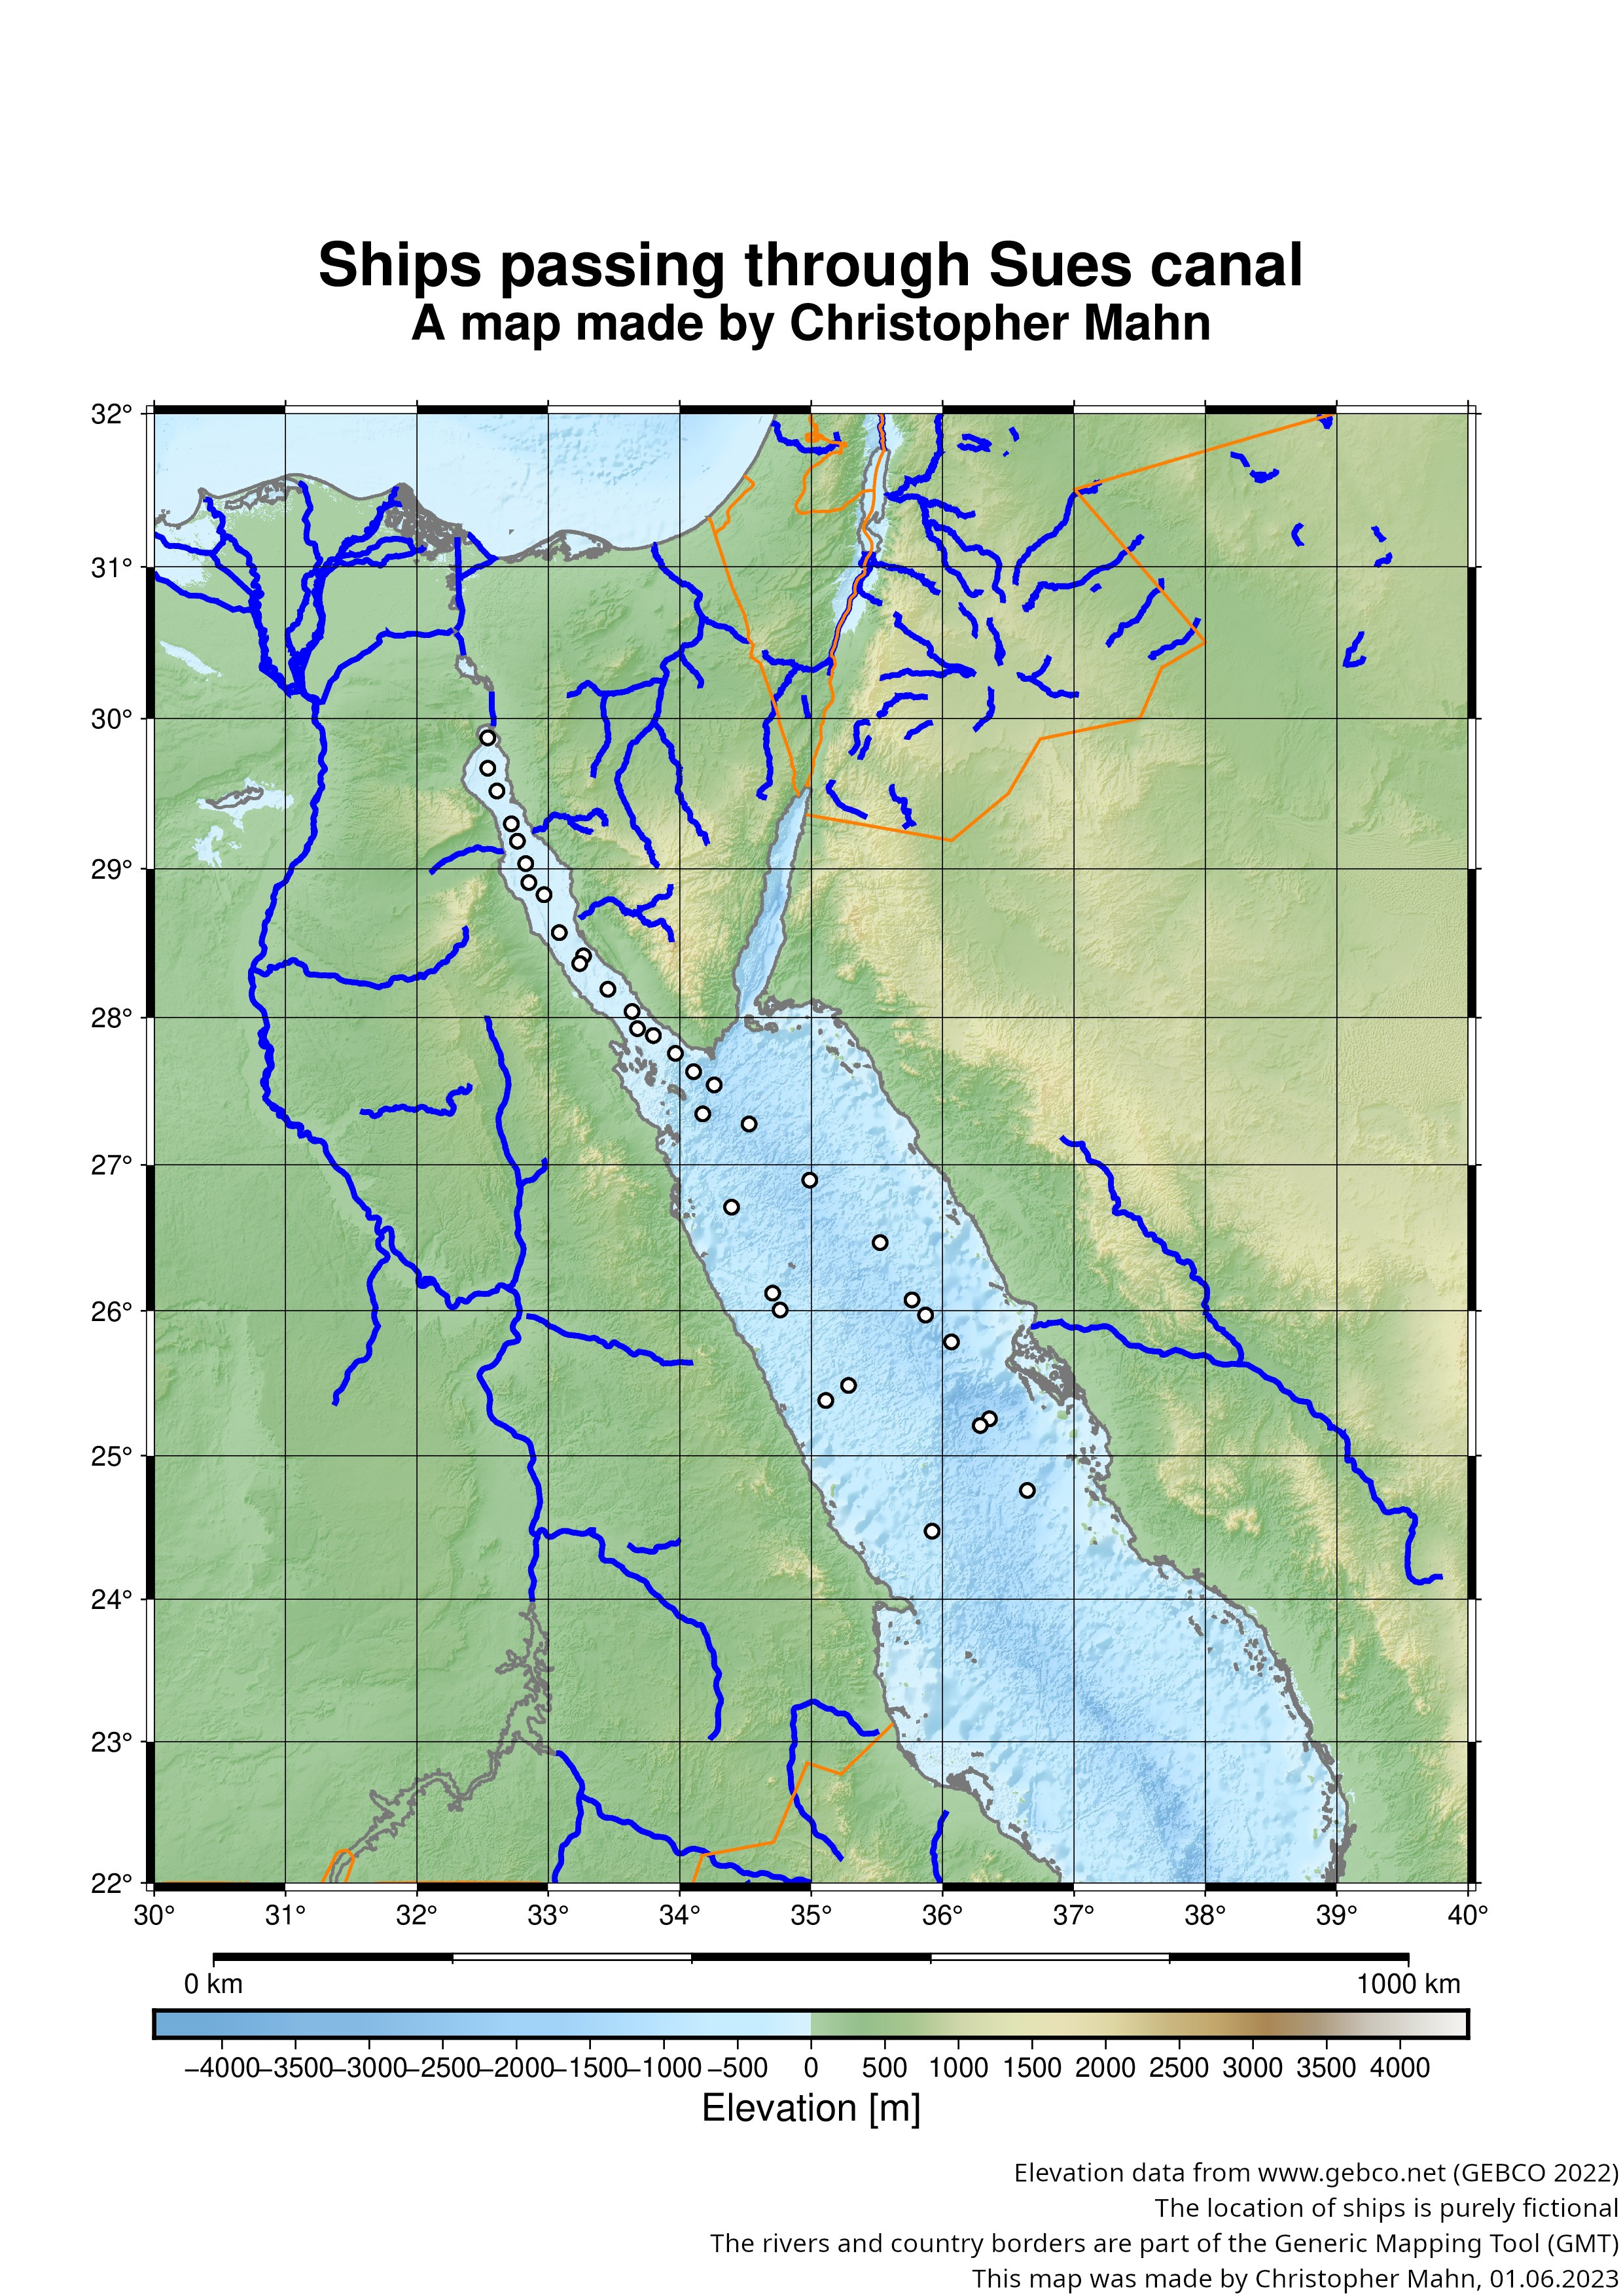 Ships passing through Sues canal
A map made by Christopher Mahn
32°
31°
30°
29°
28°
27°
26°
25°
24°
23°
22°
30° 31° 32° 33° 34° 35° 36° 37° 38° 39° 40°
0 km 1000 km
−4000 −3500 −3000 −2500 −2000 −1500 −1000 −500 0 500 1000 1500 2000 2500 3000 3500 4000
Elevation [m]
Elevation data from www.gebco.net (GEBCO 2022)
The location of ships is purely fictional
The rivers and country borders are part of the Generic Mapping Tool (GMT)
This map was made by Christopher Mahn, 01.06.2023